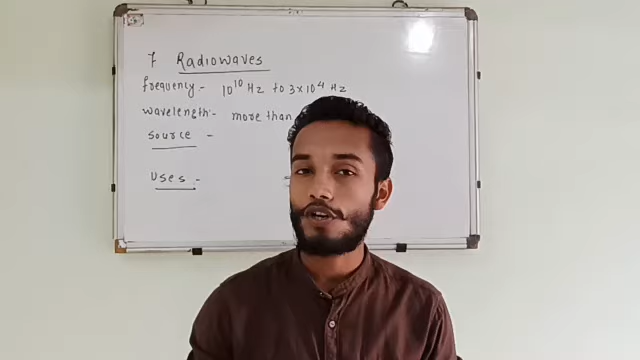 7 Radiowaves
frequency:- 10¹⁰ Hz to 3×10⁴ Hz
wavelength:- more than
source -
Uses -